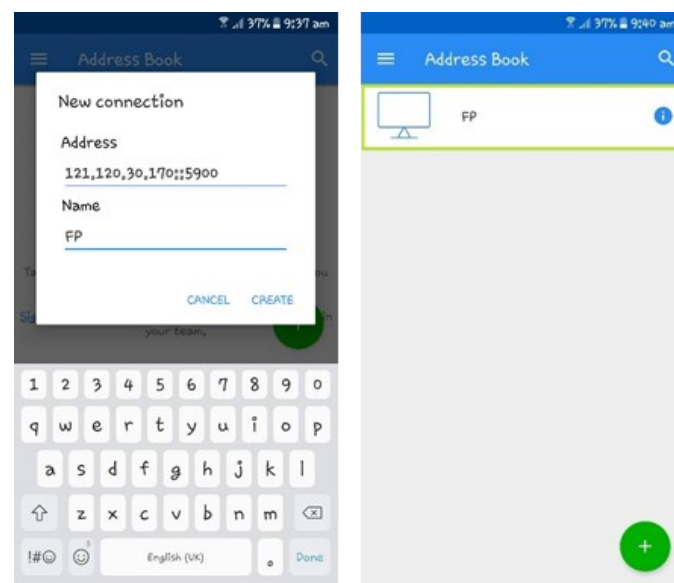 37% 9:37 am
Address Book
New connection
Address
121.120.30.170::5900
Name
FP
CANCEL CREATE
your team.
1 2 3 4 5 6 7 8 9 0
q w e r t y u i o p
a s d f g h j k l
z x c v b n m
!#☺ English (UK) . Done
37% 9:40 am
Address Book
FP
i
+